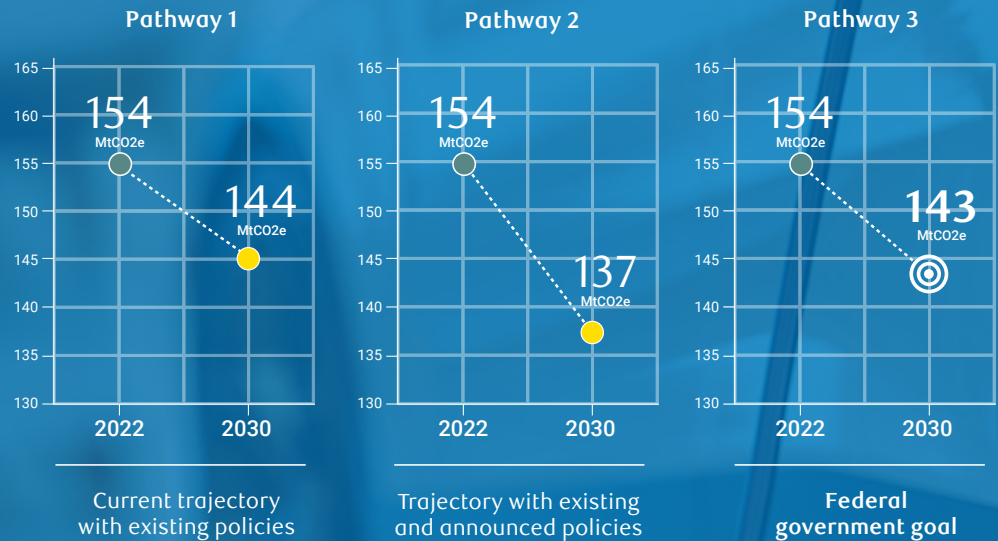 Pathway 1
165
160
155
150
145
140
135
130
154
MtCO2e
144
MtCO2e
2022
2030
Current trajectory
with existing policies
Pathway 2
165
160
155
150
145
140
135
130
154
MtCO2e
137
MtCO2e
2022
2030
Trajectory with existing
and announced policies
Pathway 3
165
160
155
150
145
140
135
130
154
MtCO2e
143
MtCO2e
2022
2030
Federal
government goal